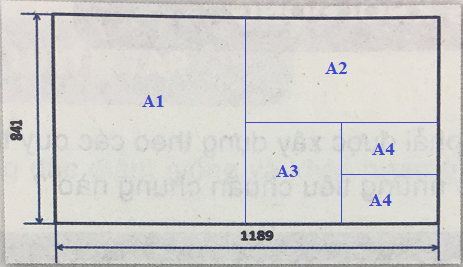 A2
A1
841
phải được xây dựng theo các quy
A4
A3
những tiêu chuẩn chung nào
A4
1189